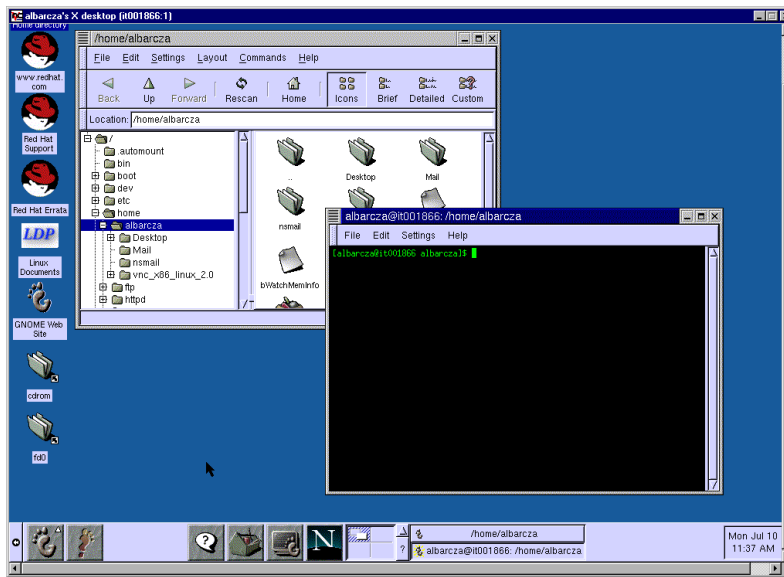 albarcza's X desktop (it001866:1)
Home directory
www.redhat.
com
Red Hat
Support
Red Hat Errata
LDP
Linux
Documents
GNOME Web
Site
cdrom
fd0
/home/albarcza
File Edit Settings Layout Commands Help
Back Up Forward Rescan Home Icons Brief Detailed Custom
Location: /home/albarcza
/
.automount
bin
boot
dev
etc
home
albarcza
Desktop
Mail
nsmail
vnc_x86_linux_2.0
ftp
httpd
.. Desktop Mail
nsmail
bWatchMemInfo
albarcza@it001866: /home/albarcza
File Edit Settings Help
[albarcza@it001866 albarcza]$
N
/home/albarcza
? albarcza@it001866: /home/albarcza
Mon Jul 10
11:37 AM